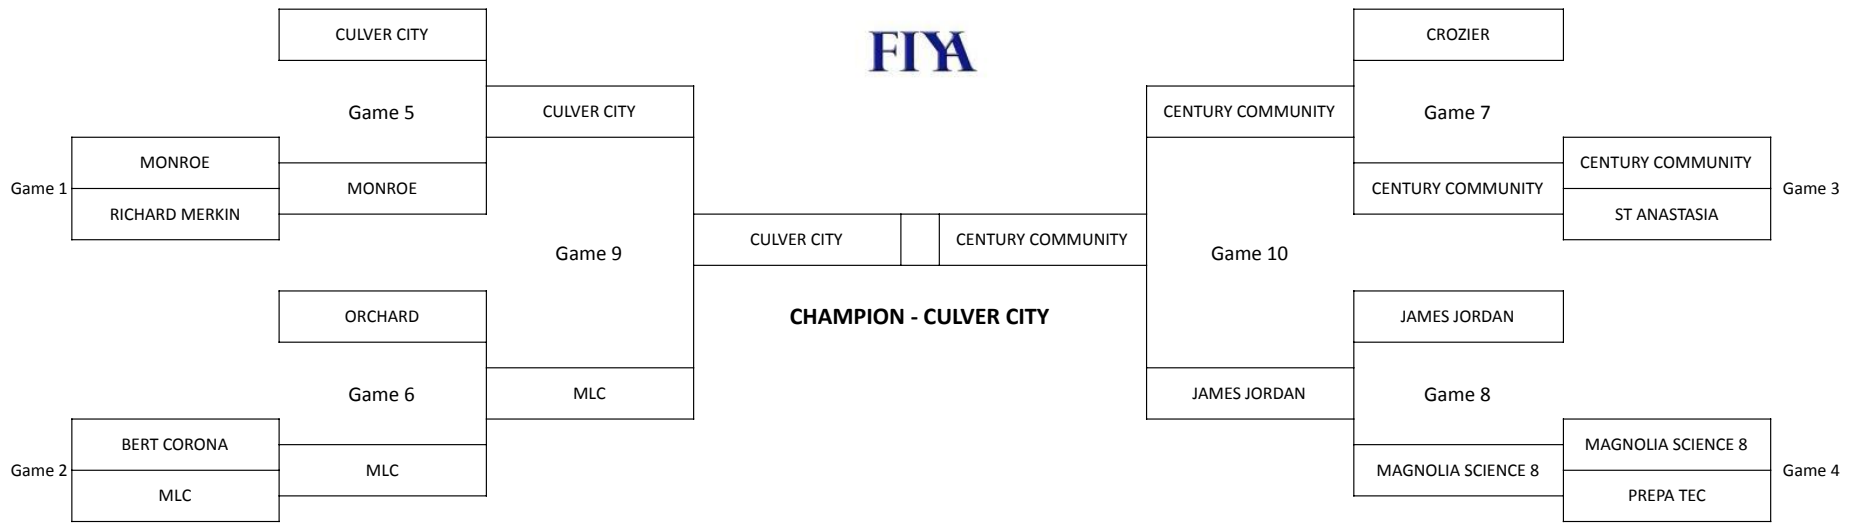 CULVER CITY
FIYA
CROZIER
Game 5
CULVER CITY
CENTURY COMMUNITY
Game 7
MONROE
CENTURY COMMUNITY
Game 1
MONROE
CENTURY COMMUNITY
Game 3
RICHARD MERKIN
ST ANASTASIA
Game 9
CULVER CITY
CENTURY COMMUNITY
Game 10
ORCHARD
CHAMPION - CULVER CITY
JAMES JORDAN
Game 6
MLC
JAMES JORDAN
Game 8
BERT CORONA
MAGNOLIA SCIENCE 8
Game 2
MLC
MAGNOLIA SCIENCE 8
Game 4
MLC
PREPA TEC